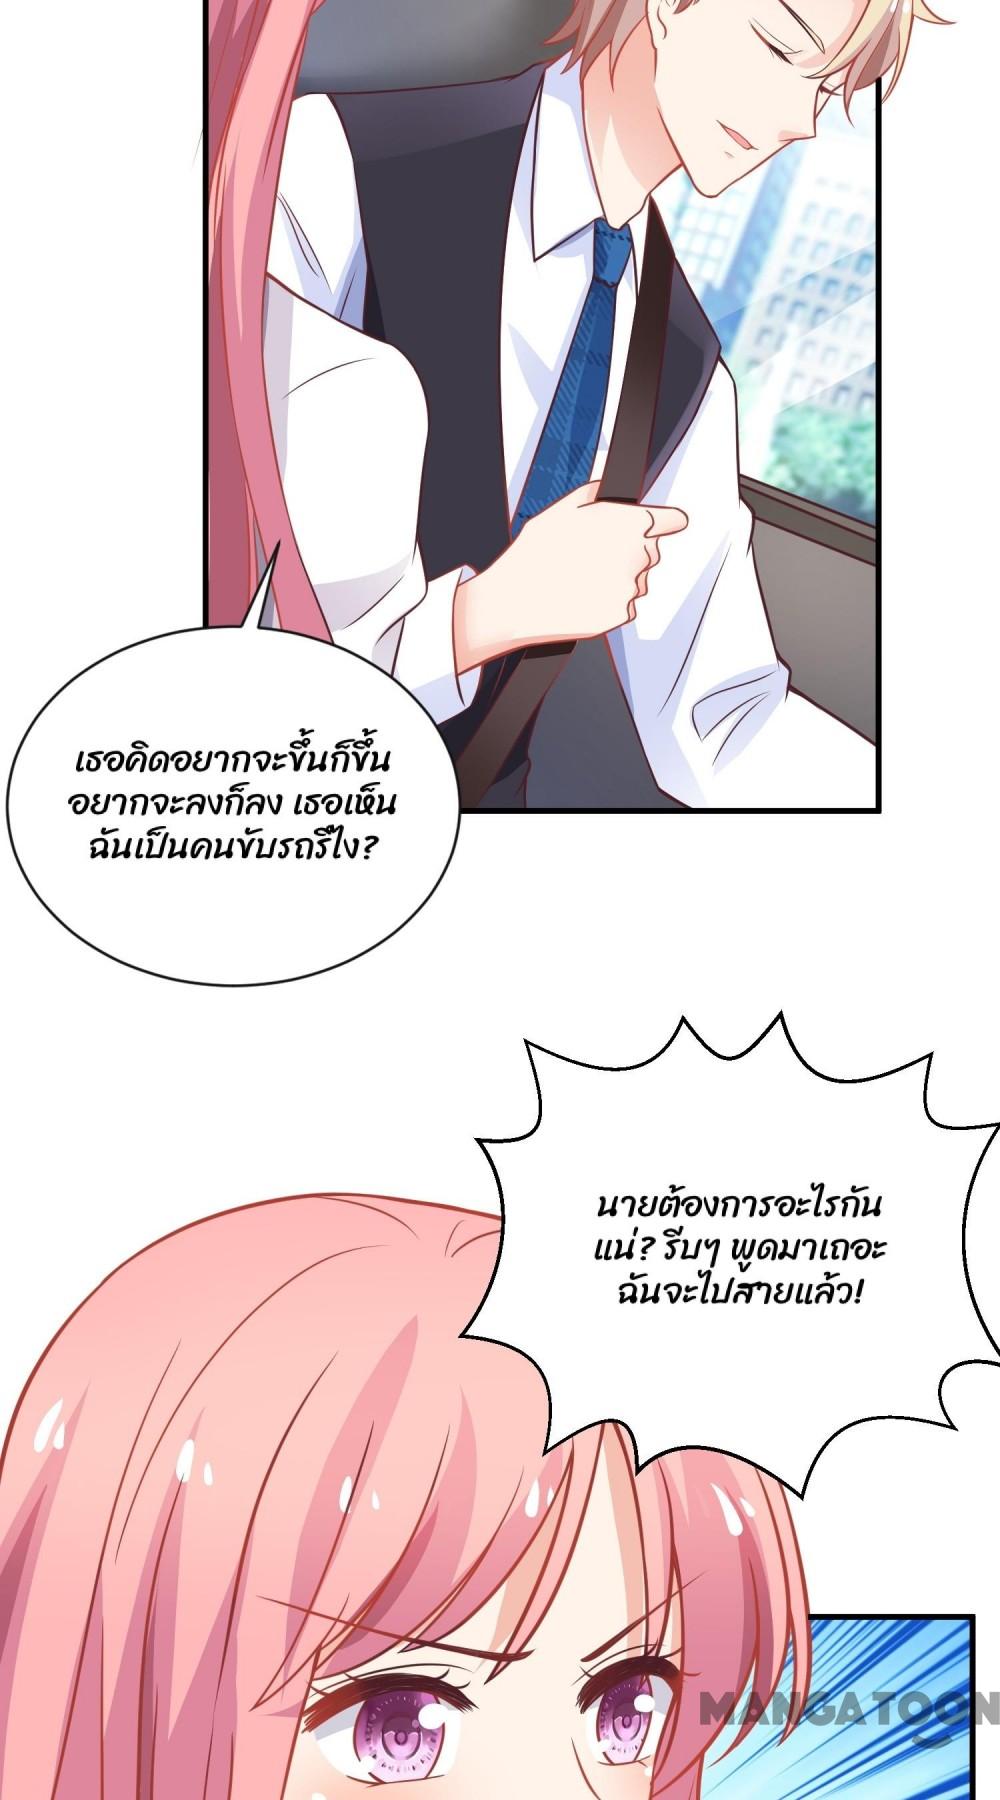 เธอคิดอยากจะขึ้นก็ขึ้น
อยากจะลงก็ลง เธอเห็น
ฉันเป็นคนขับรถรึไง?
นายต้องการอะไรกัน
แน่? รีบๆ พูดมาเถอะ
ฉันจะไปสายแล้ว!
MANGATOON